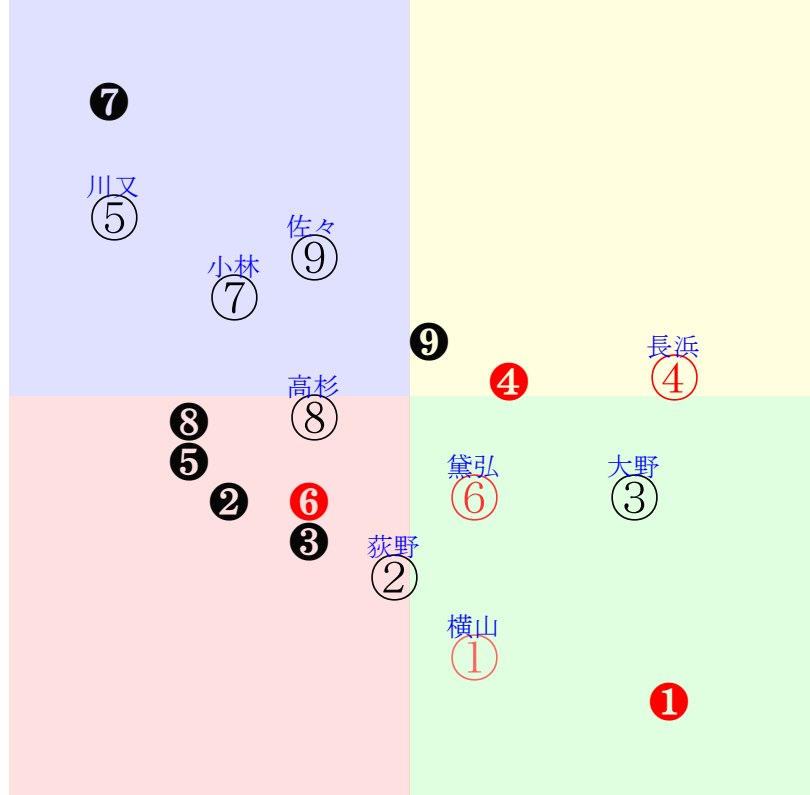 ❼
川又
⑤
佐々
⑨
小林
⑦
❾
長浜
④
❹
高杉
⑧
❽
❺
黛弘
⑥
大野
③
❷
❻
❸
荻野
②
横山
①
❶